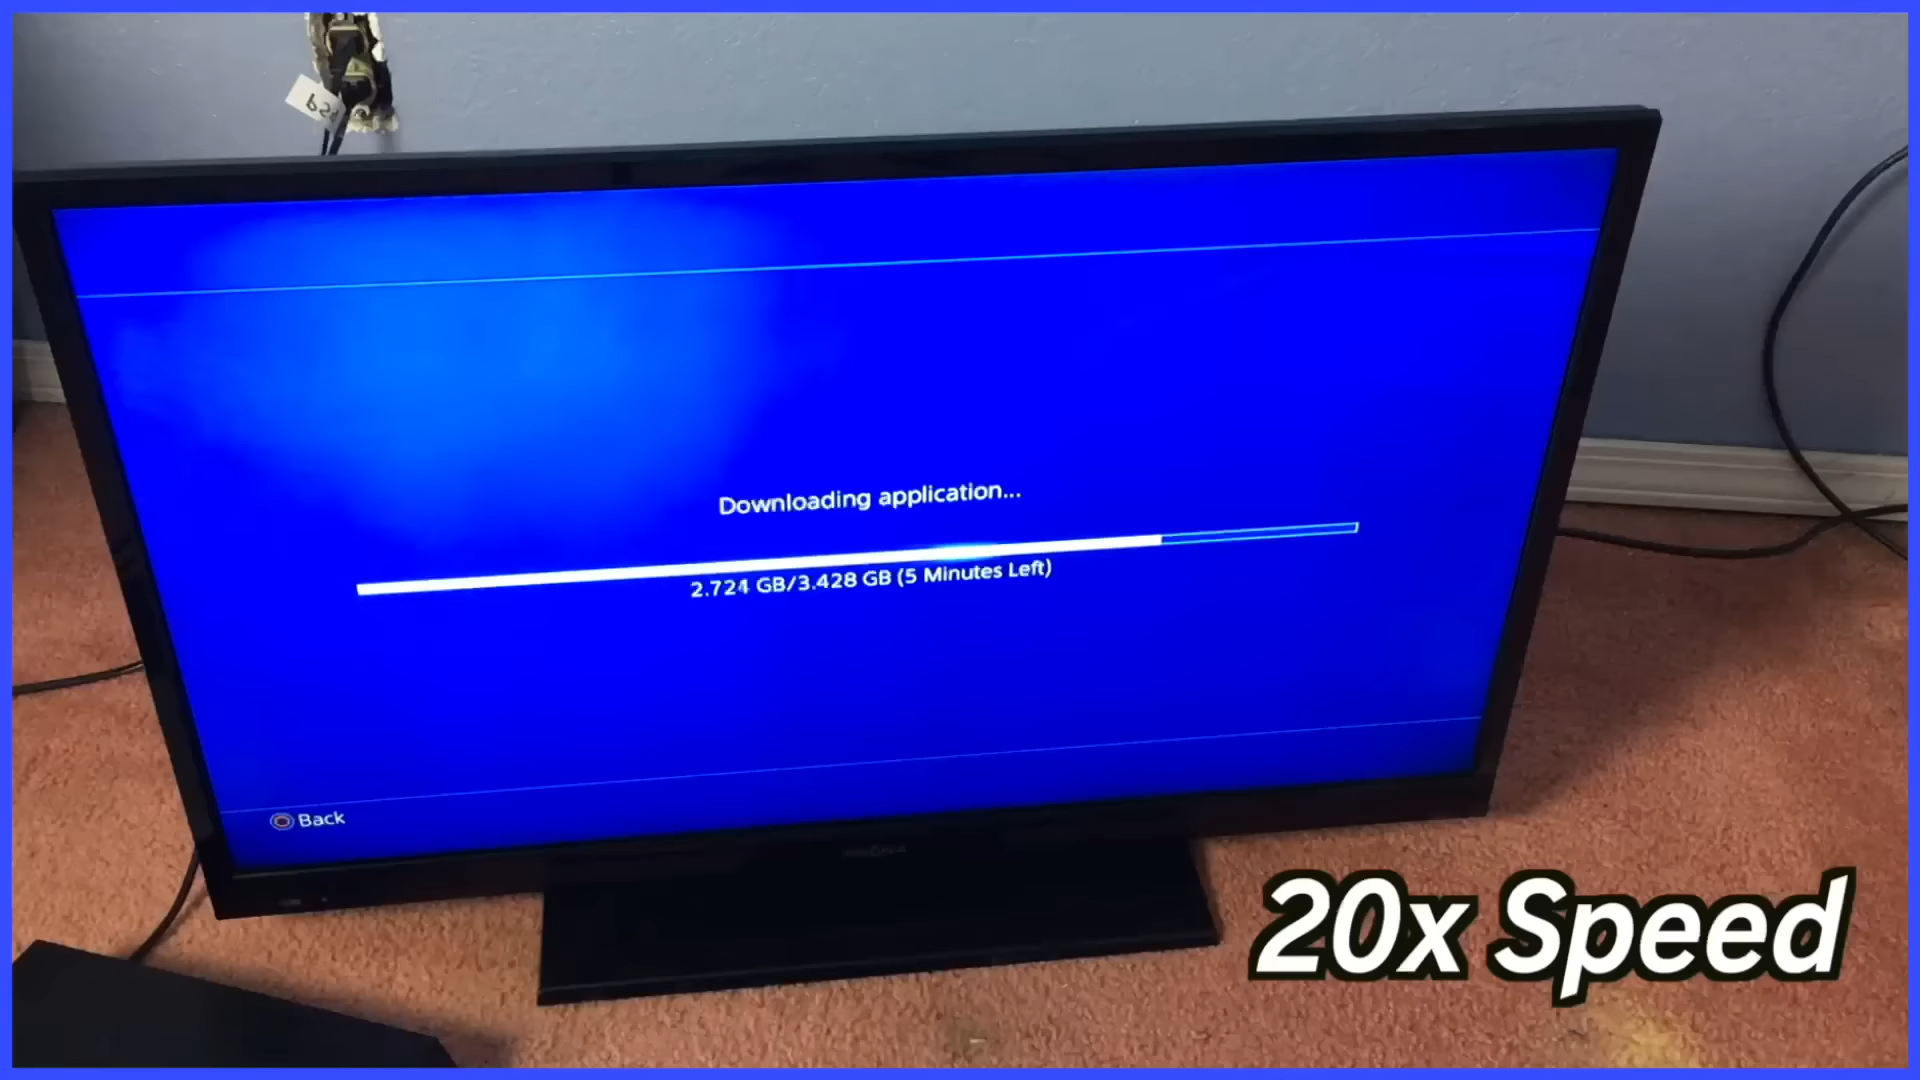 Downloading application...
2.724 GB/3.428 GB (5 Minutes Left)
Back
20x Speed